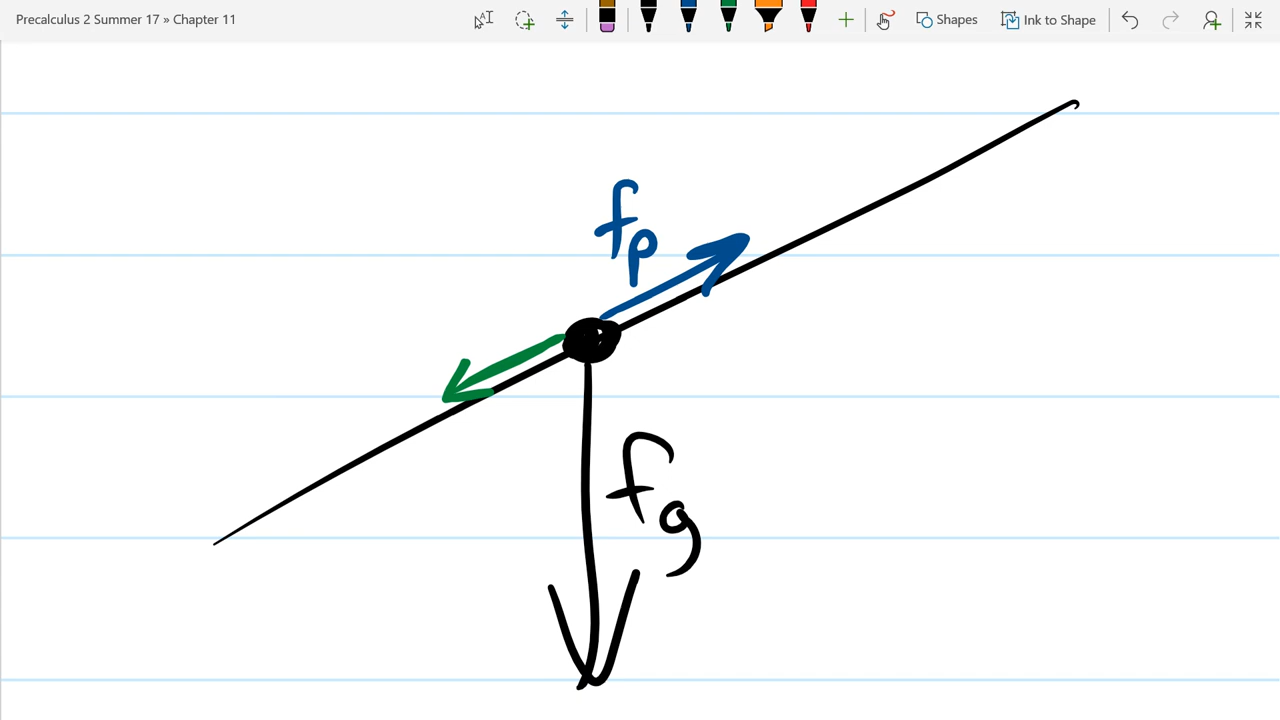 Precalculus 2 Summer 17 » Chapter 11
Shapes
Ink to Shape
fp
fg